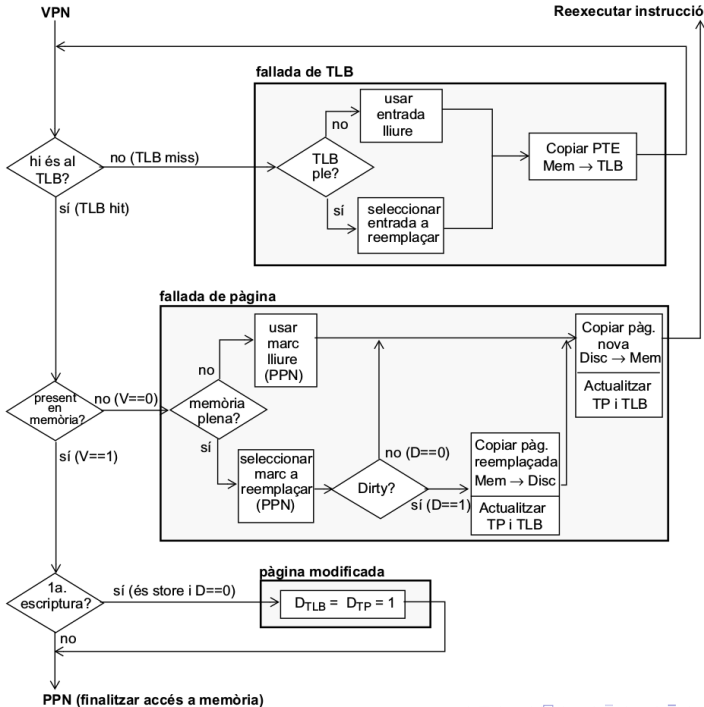 VPN
Reexecutar instrucció
fallada de TLB
usar
entrada
lliure
no
hi és al
TLB?
no (TLB miss)
TLB
ple?
Copiar PTE
Mem → TLB
sí
seleccionar
entrada a
reemplaçar
sí (TLB hit)
fallada de pàgina
usar
marc
lliure
(PPN)
Copiar pàg.
nova
Disc → Mem
Actualitzar
TP i TLB
no
present
en
memòria?
no (V==0)
memòria
plena?
sí
sí (V==1)
seleccionar
marc a
reemplaçar
(PPN)
no (D==0)
Dirty?
sí (D==1)
Copiar pàg.
reemplaçada
Mem → Disc
Actualitzar
TP i TLB
pàgina modificada
1a.
escriptura?
sí (és store i D==0)
D_TLB = D_TP = 1
no
PPN (finalitzar accés a memòria)